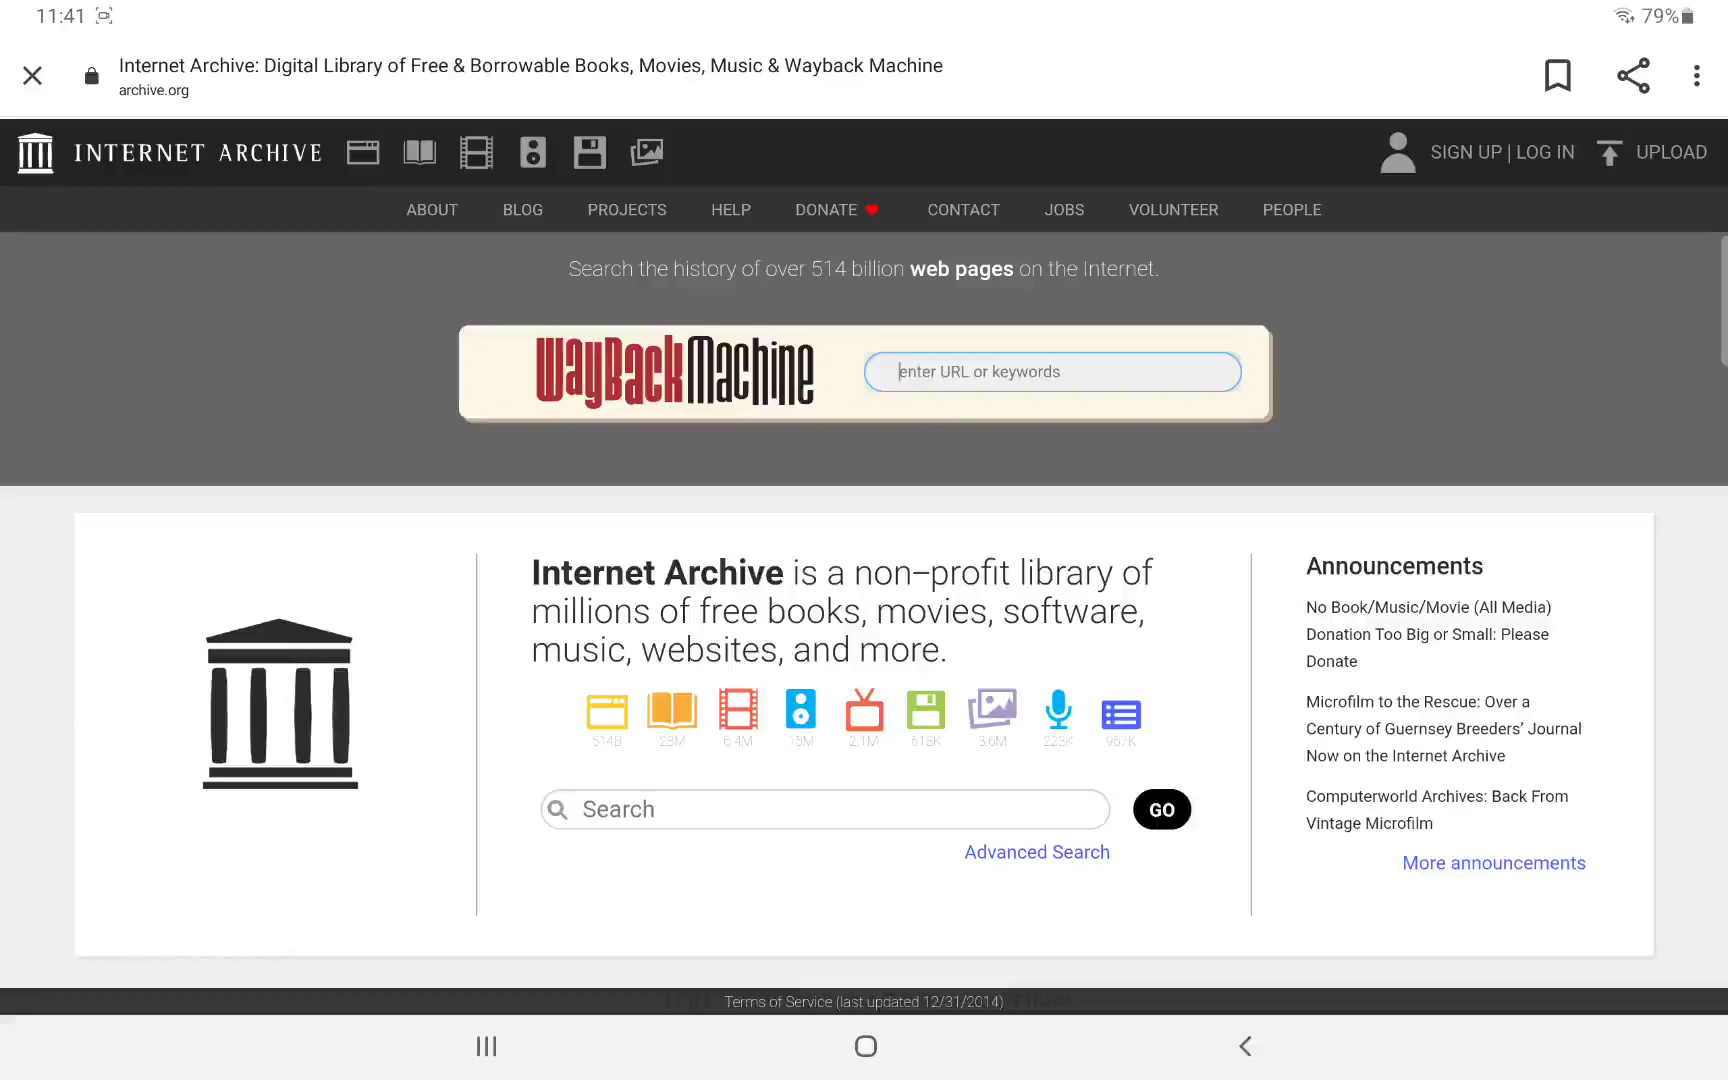 11:41
79%
Internet Archive: Digital Library of Free & Borrowable Books, Movies, Music & Wayback Machine
archive.org
INTERNET ARCHIVE
SIGN UP | LOG IN
UPLOAD
ABOUT BLOG PROJECTS HELP DONATE CONTACT JOBS VOLUNTEER PEOPLE
Search the history of over 514 billion web pages on the Internet.
WayBackMachine
enter URL or keywords
Internet Archive is a non-profit library of
millions of free books, movies, software,
music, websites, and more.
514B 28M 6.4M 15M 2.1M 618K 3.6M 223K 967K
Search
GO
Advanced Search
Announcements
No Book/Music/Movie (All Media)
Donation Too Big or Small: Please
Donate
Microfilm to the Rescue: Over a
Century of Guernsey Breeders’ Journal
Now on the Internet Archive
Computerworld Archives: Back From
Vintage Microfilm
More announcements
Terms of Service (last updated 12/31/2014)